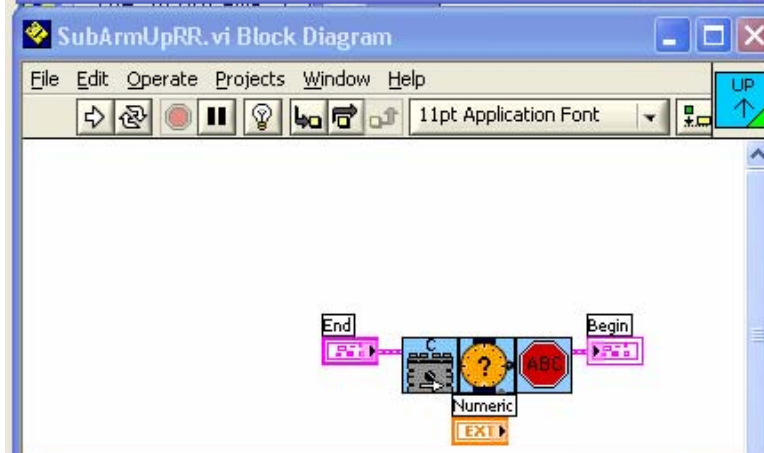 SubArmUpRR.vi Block Diagram
File Edit Operate Projects Window Help
UP
11pt Application Font
End
Begin
C
?
ABC
Numeric
EXT